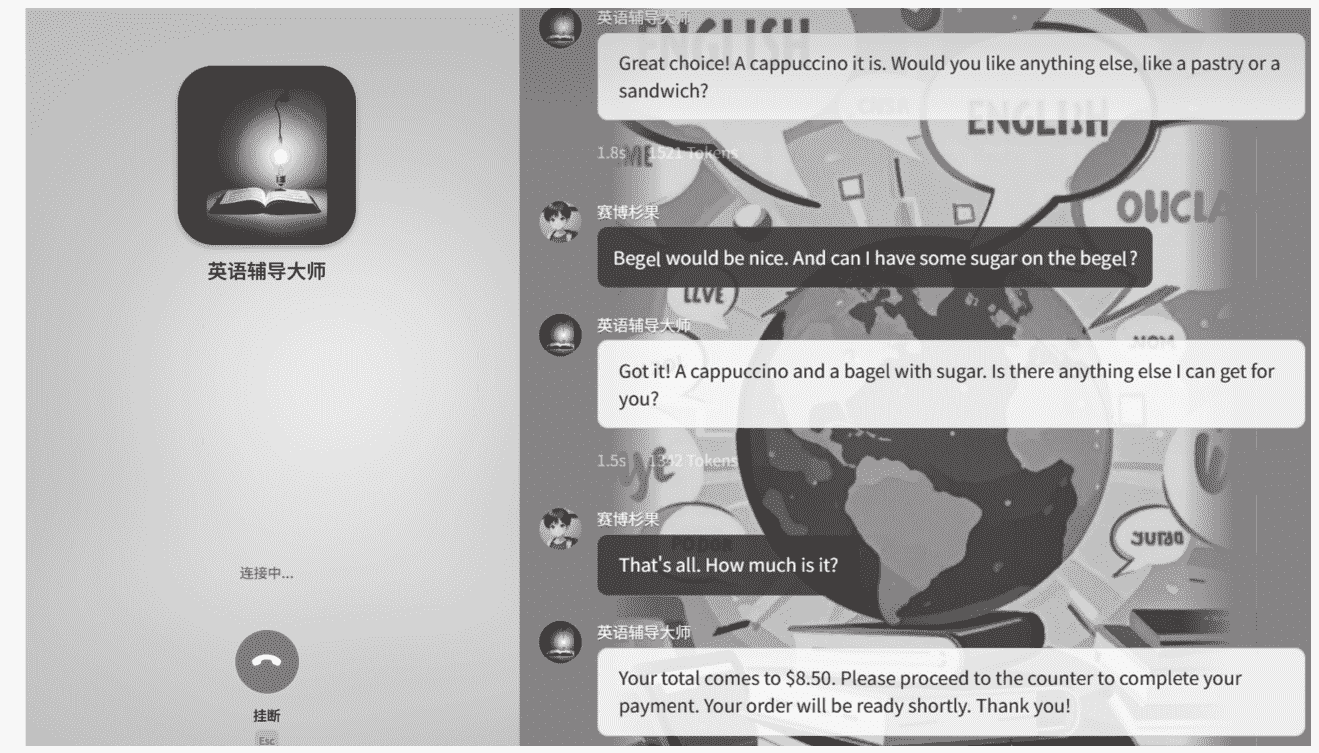 英语辅导大师
连接中...
挂断
Esc
英语辅导大师
Great choice! A cappuccino it is. Would you like anything else, like a pastry or a
sandwich?
ENGLISH
1.8s 1521 Tokens
赛博杉果
Begel would be nice. And can I have some sugar on the begel?
英语辅导大师
Got it! A cappuccino and a bagel with sugar. Is there anything else I can get for
you?
1.5s 1342 Tokens
赛博杉果
That's all. How much is it?
英语辅导大师
Your total comes to $8.50. Please proceed to the counter to complete your
payment. Your order will be ready shortly. Thank you!